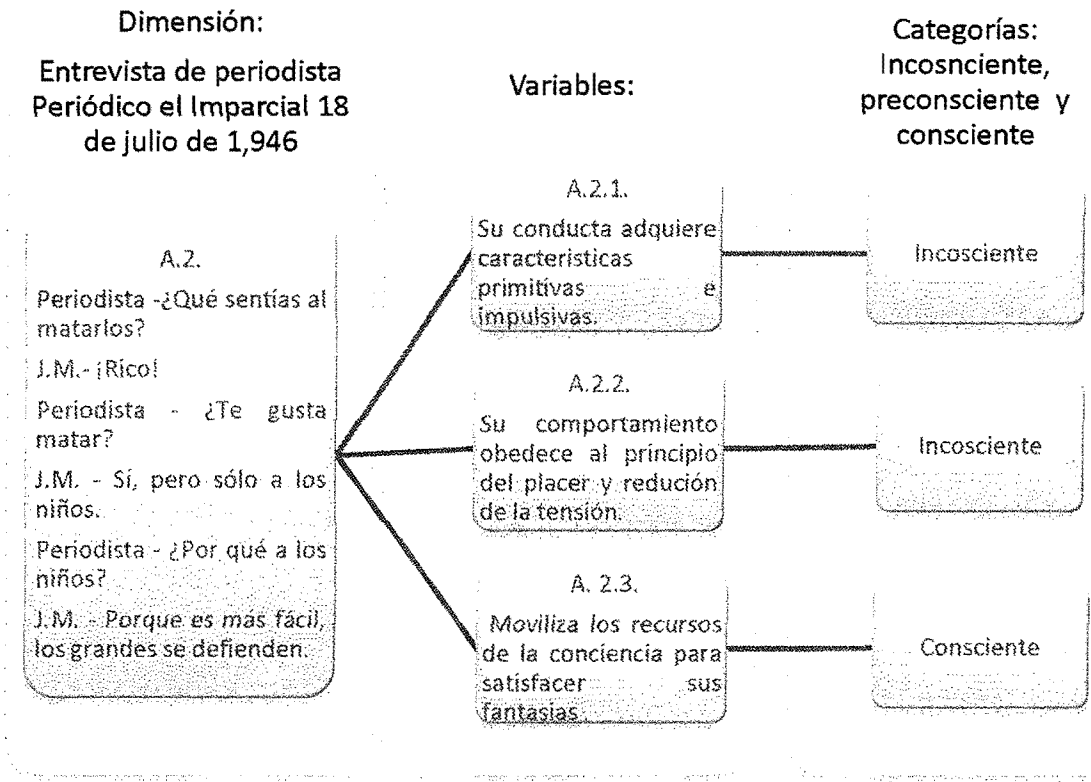 Dimensión:
Entrevista de periodista
Periódico el Imparcial 18
de julio de 1,946
Variables:
Categorías:
Incosnciente,
preconsciente y
consciente
A.2.
Periodista -¿Qué sentías al
matarlos?
J.M.- ¡Rico!
Periodista - ¿Te gusta
matar?
J.M. - Sí, pero sólo a los
niños.
Periodista - ¿Por qué a los
niños?
J.M. - Porque es más fácil,
los grandes se defienden.
A.2.1.
Su conducta adquiere
caracteristicas
primitivas e
impulsivas.
Incosciente
A.2.2.
Su comportamiento
obedece al principio
del placer y redución
de la tensión.
Incosciente
A. 2.3.
Moviliza los recursos
de la conciencia para
satisfacer sus
fantasias
Consciente